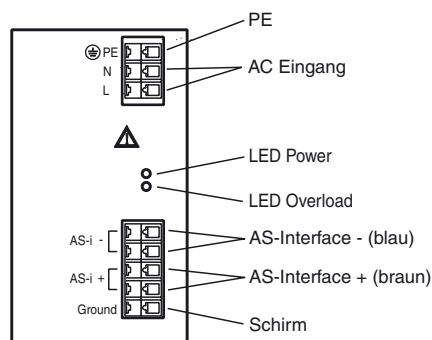 PE
PE
N
AC Eingang
L
LED Power
LED Overload
AS-i -
AS-Interface - (blau)
AS-i +
AS-Interface + (braun)
Ground
Schirm